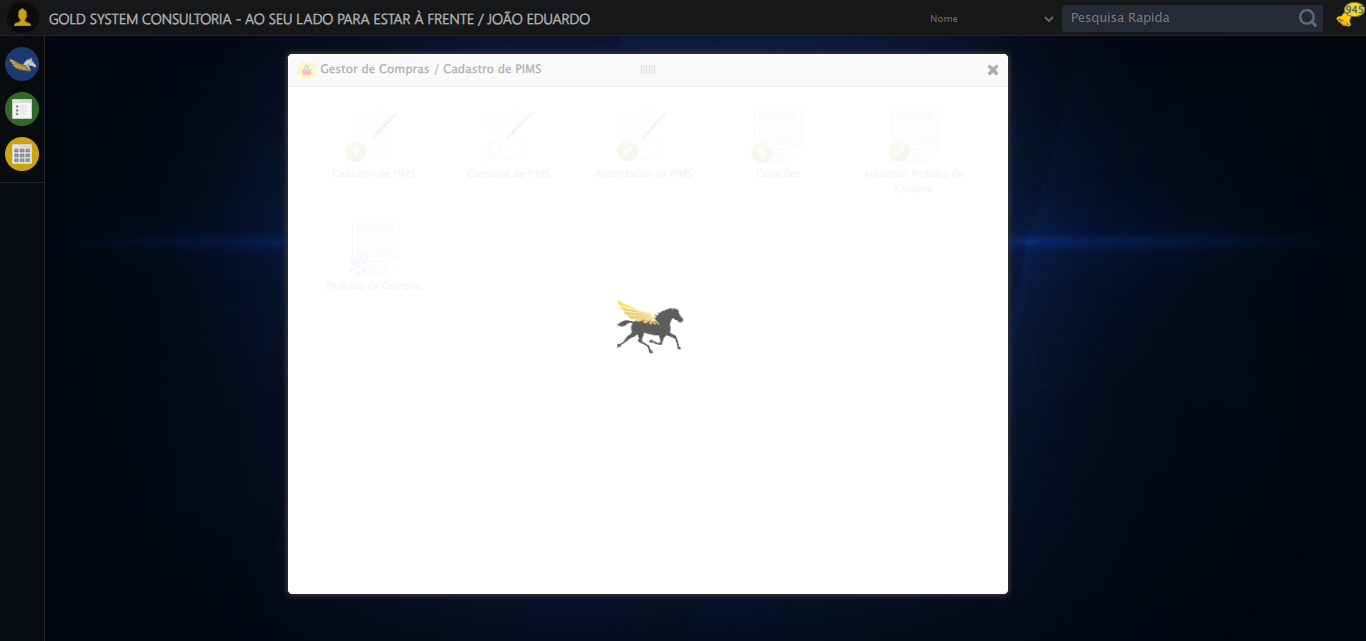 GOLD SYSTEM CONSULTORIA - AO SEU LADO PARA ESTAR À FRENTE / JOÃO EDUARDO
Nome
Pesquisa Rapida
945
Gestor de Compras / Cadastro de PIMS
Cadastro de PIMS
Consulta de PIMS
Autorizacao de PIMS
Cotações
Autorizar Pedidos de
Compra
Pedidos de Compra